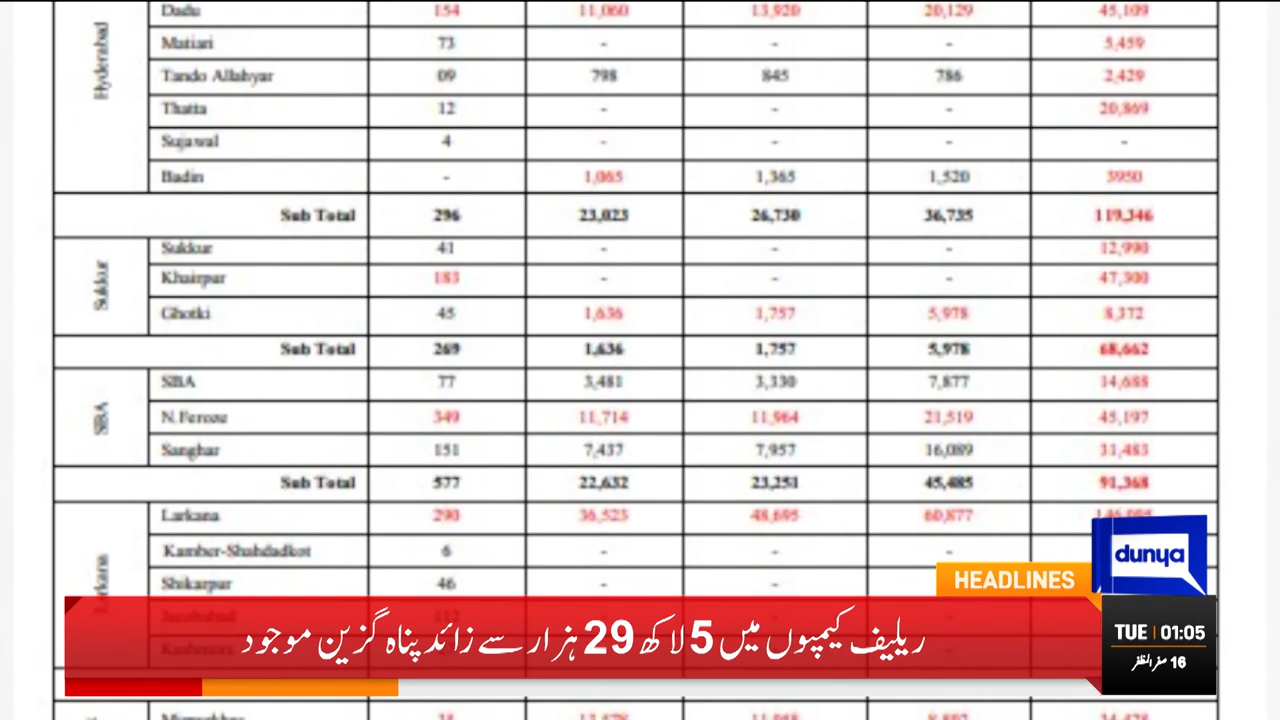 Dadu 154 11,060 13,920 20,129 45,109
Hyderabad
Matiari 73 - - - 5,459
Tando Allahyar 09 798 845 786 2,429
Thatta 12 - - - 20,869
Sujawal 4 - - - -
Badin - 1,065 1,365 1,520 3950
Sub Total 296 23,023 26,730 36,735 119,346
Sukkur
Sukkur 41 - - - 12,990
Khairpur 183 - - - 47,300
Ghotki 45 1,636 1,757 5,978 8,372
Sub Total 269 1,636 1,757 5,978 68,662
SBA
SBA 77 3,481 3,330 7,877 14,688
N.Feroze 349 11,714 11,964 21,519 45,197
Sanghar 151 7,437 7,957 16,089 31,483
Sub Total 577 22,632 23,251 45,485 91,368
Larkana 290 36,523 48,695 60,877
Kamber-Shahdadkot 6 - - -
Shikarpur 46 - - -
dunya
HEADLINES
ریلیف کیمپوں میں 5 لاکھ 29 ہزار سے زائد پناہ گزین موجود
TUE | 01:05
16 صفر المظفر